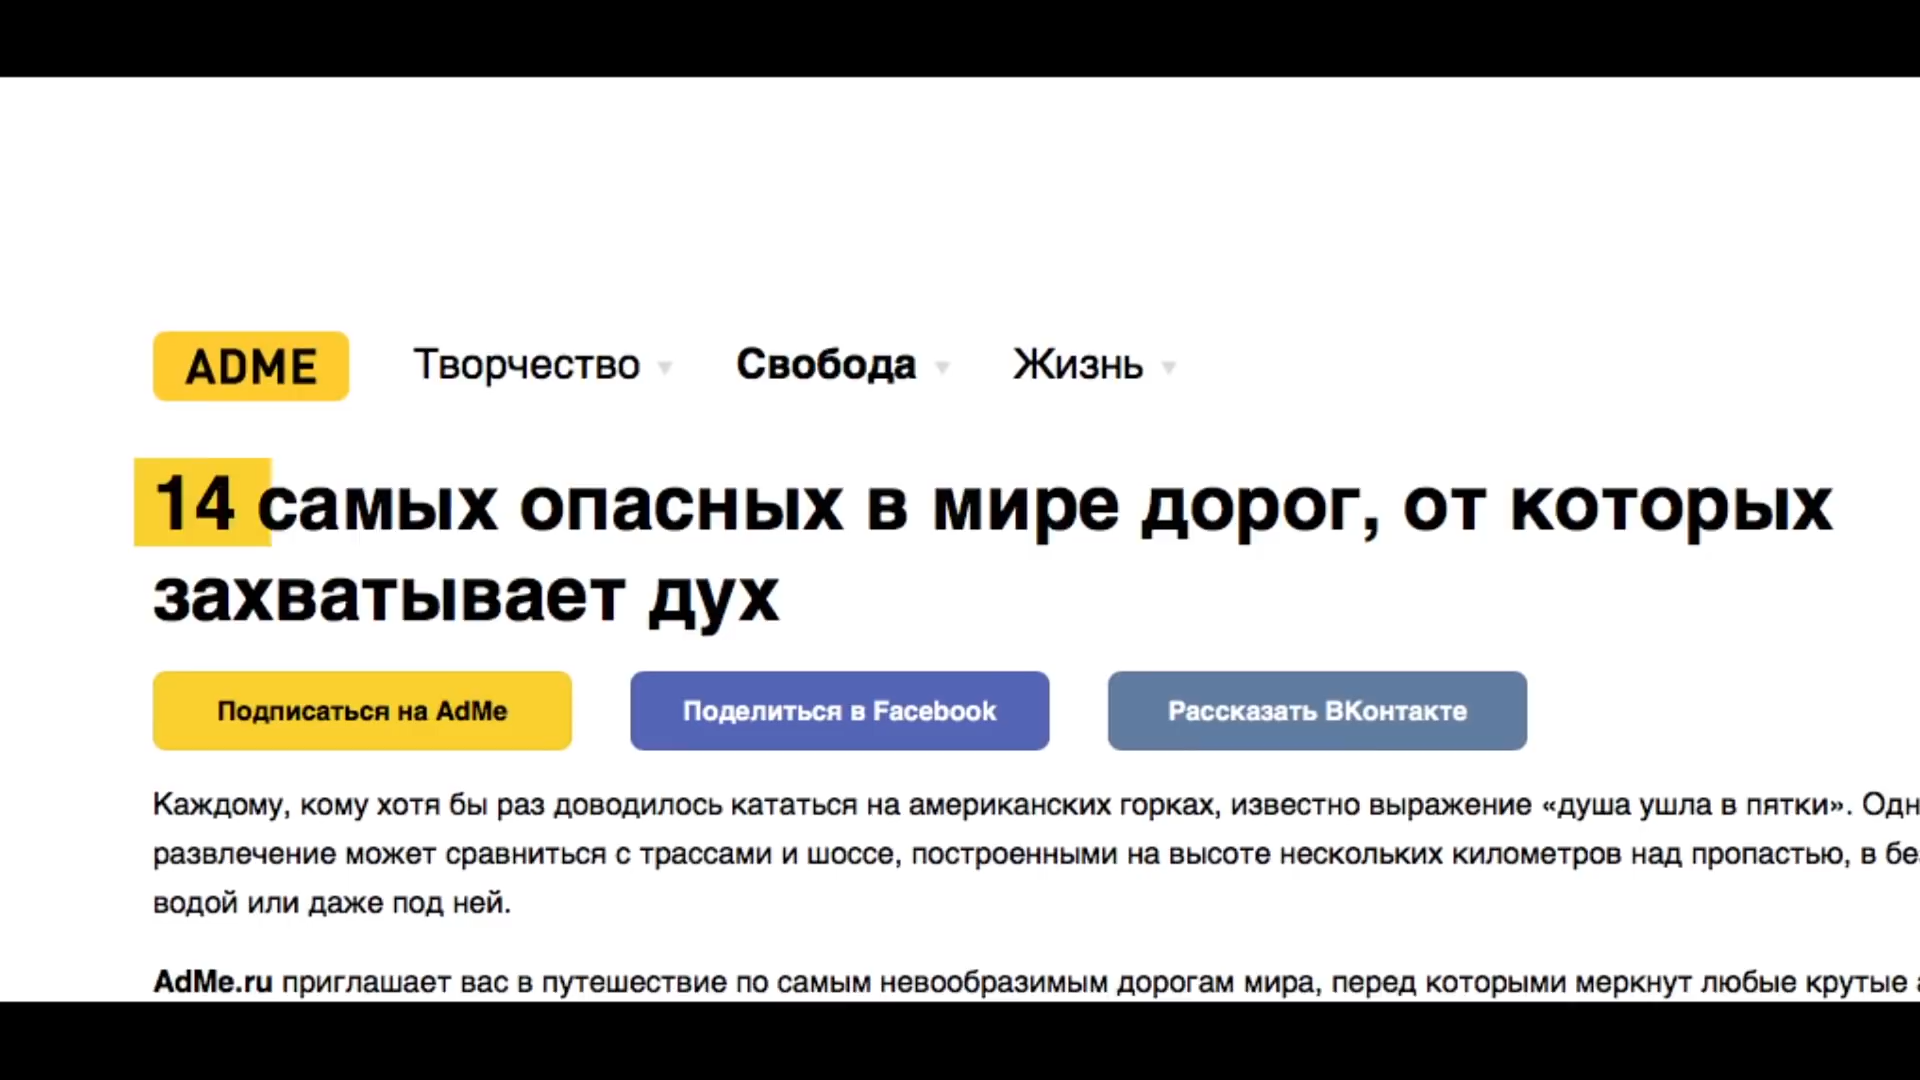 ADME Творчество Свобода Жизнь
14 самых опасных в мире дорог, от которых
захватывает дух
Подписаться на AdMe Поделиться в Facebook Рассказать ВКонтакте
Каждому, кому хотя бы раз доводилось кататься на американских горках, известно выражение «душа ушла в пятки».
развлечение может сравниться с трассами и шоссе, построенными на высоте нескольких километров над пропастью, в
водой или даже под ней.
AdMe.ru приглашает вас в путешествие по самым невообразимым дорогам мира, перед которыми меркнут любые крутые